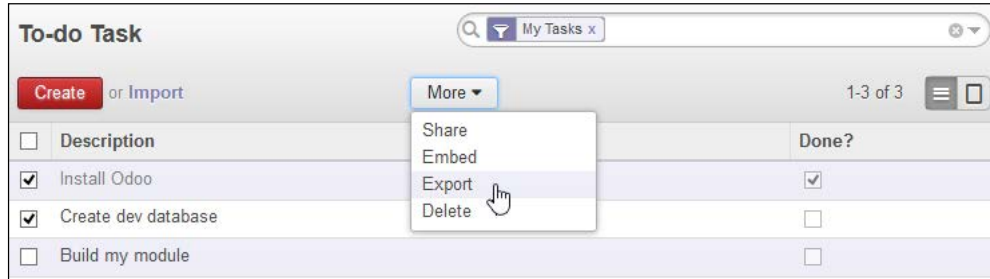 To-do Task
My Tasks x
Create or Import
More
1-3 of 3
Share
Embed
Export
Delete
Description
Done?
Install Odoo
Create dev database
Build my module